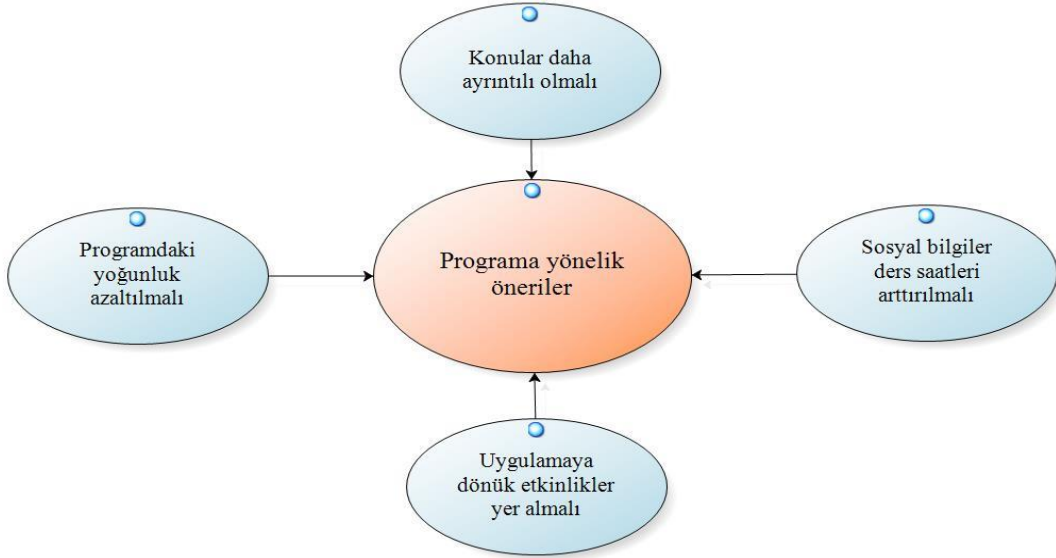 Konular daha
ayrıntılı olmalı
Programdaki
yoğunluk
azaltılmalı
Programa yönelik
öneriler
Sosyal bilgiler
ders saatleri
arttırılmalı
Uygulamaya
dönük etkinlikler
yer almalı